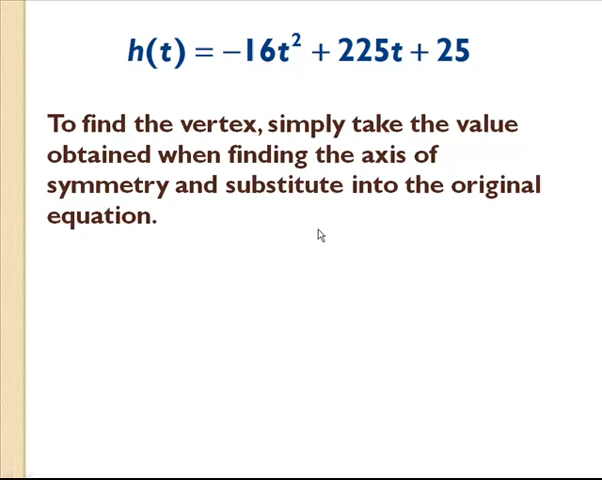 h(t) = −16t² + 225t + 25
To find the vertex, simply take the value
obtained when finding the axis of
symmetry and substitute into the original
equation.